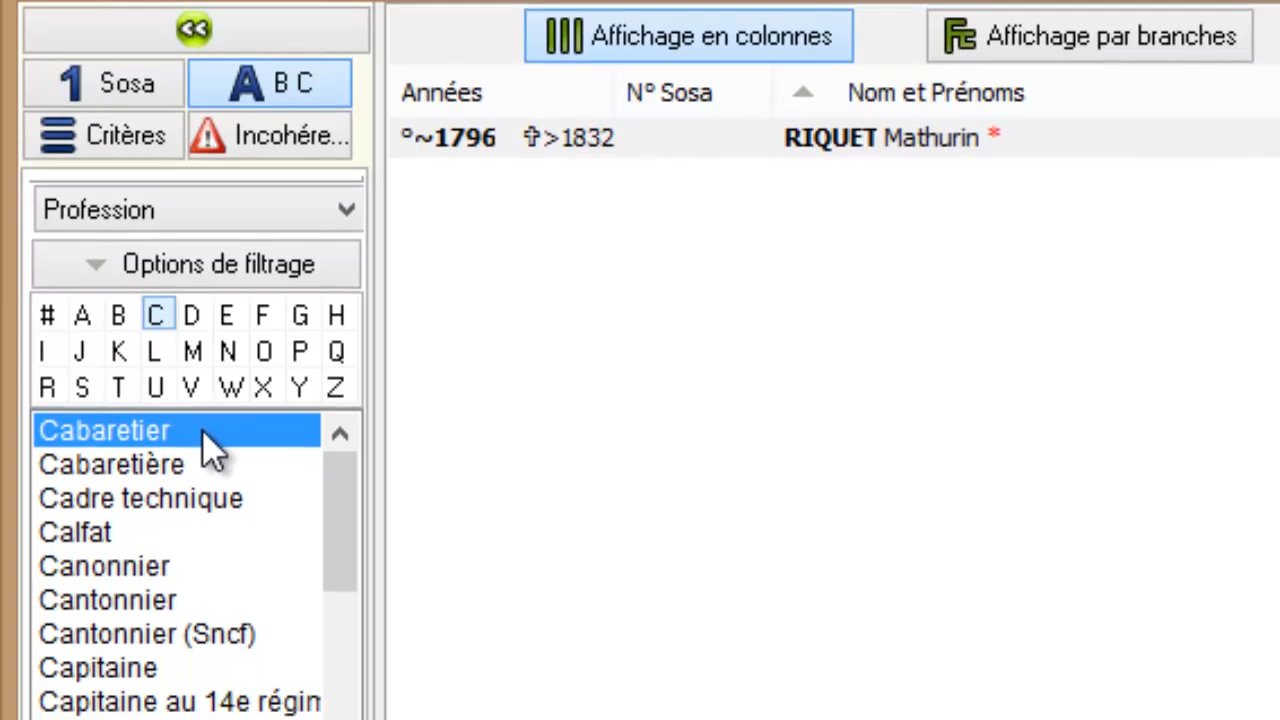 Affichage en colonnes Affichage par branches
1 Sosa A B C
Critères Incohére...
Années N° Sosa Nom et Prénoms
°~1796 ✞>1832 RIQUET Mathurin *
Profession
Options de filtrage
# A B C D E F G H
I J K L M N O P Q
R S T U V W X Y Z
Cabaretier
Cabaretière
Cadre technique
Calfat
Canonnier
Cantonnier
Cantonnier (Sncf)
Capitaine
Capitaine au 14e régim